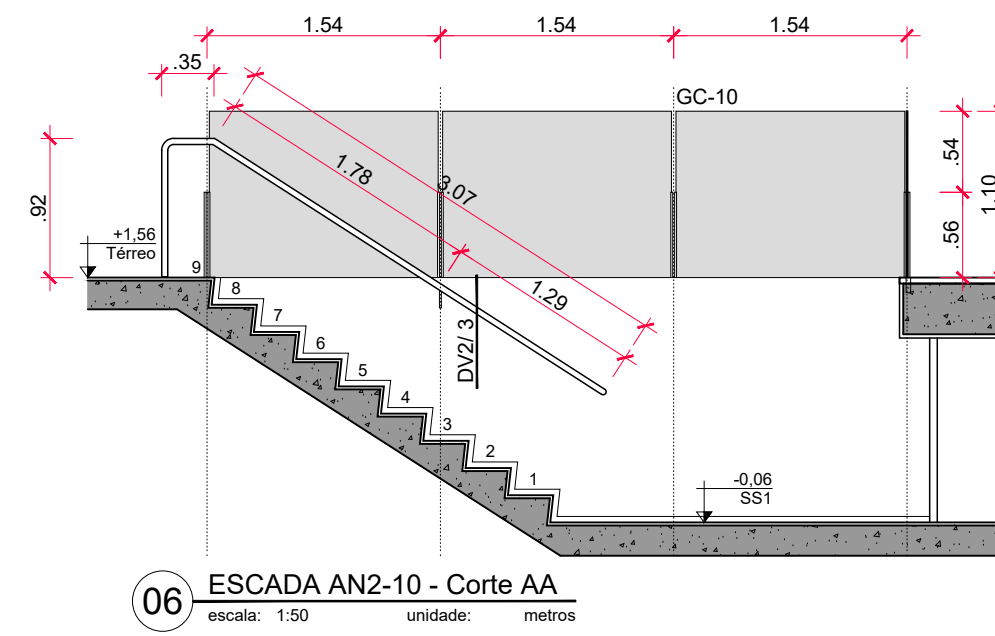 1.54 1.54 1.54
.35
GC-10
1.78
3.07
.54
1.10
.92
.56
+1,56
Térreo
9
8
1.29
7
DV2/ 3
6
5
4
3
2
1
-0,06
SS1
06
ESCADA AN2-10 - Corte AA
escala: 1:50 unidade: metros